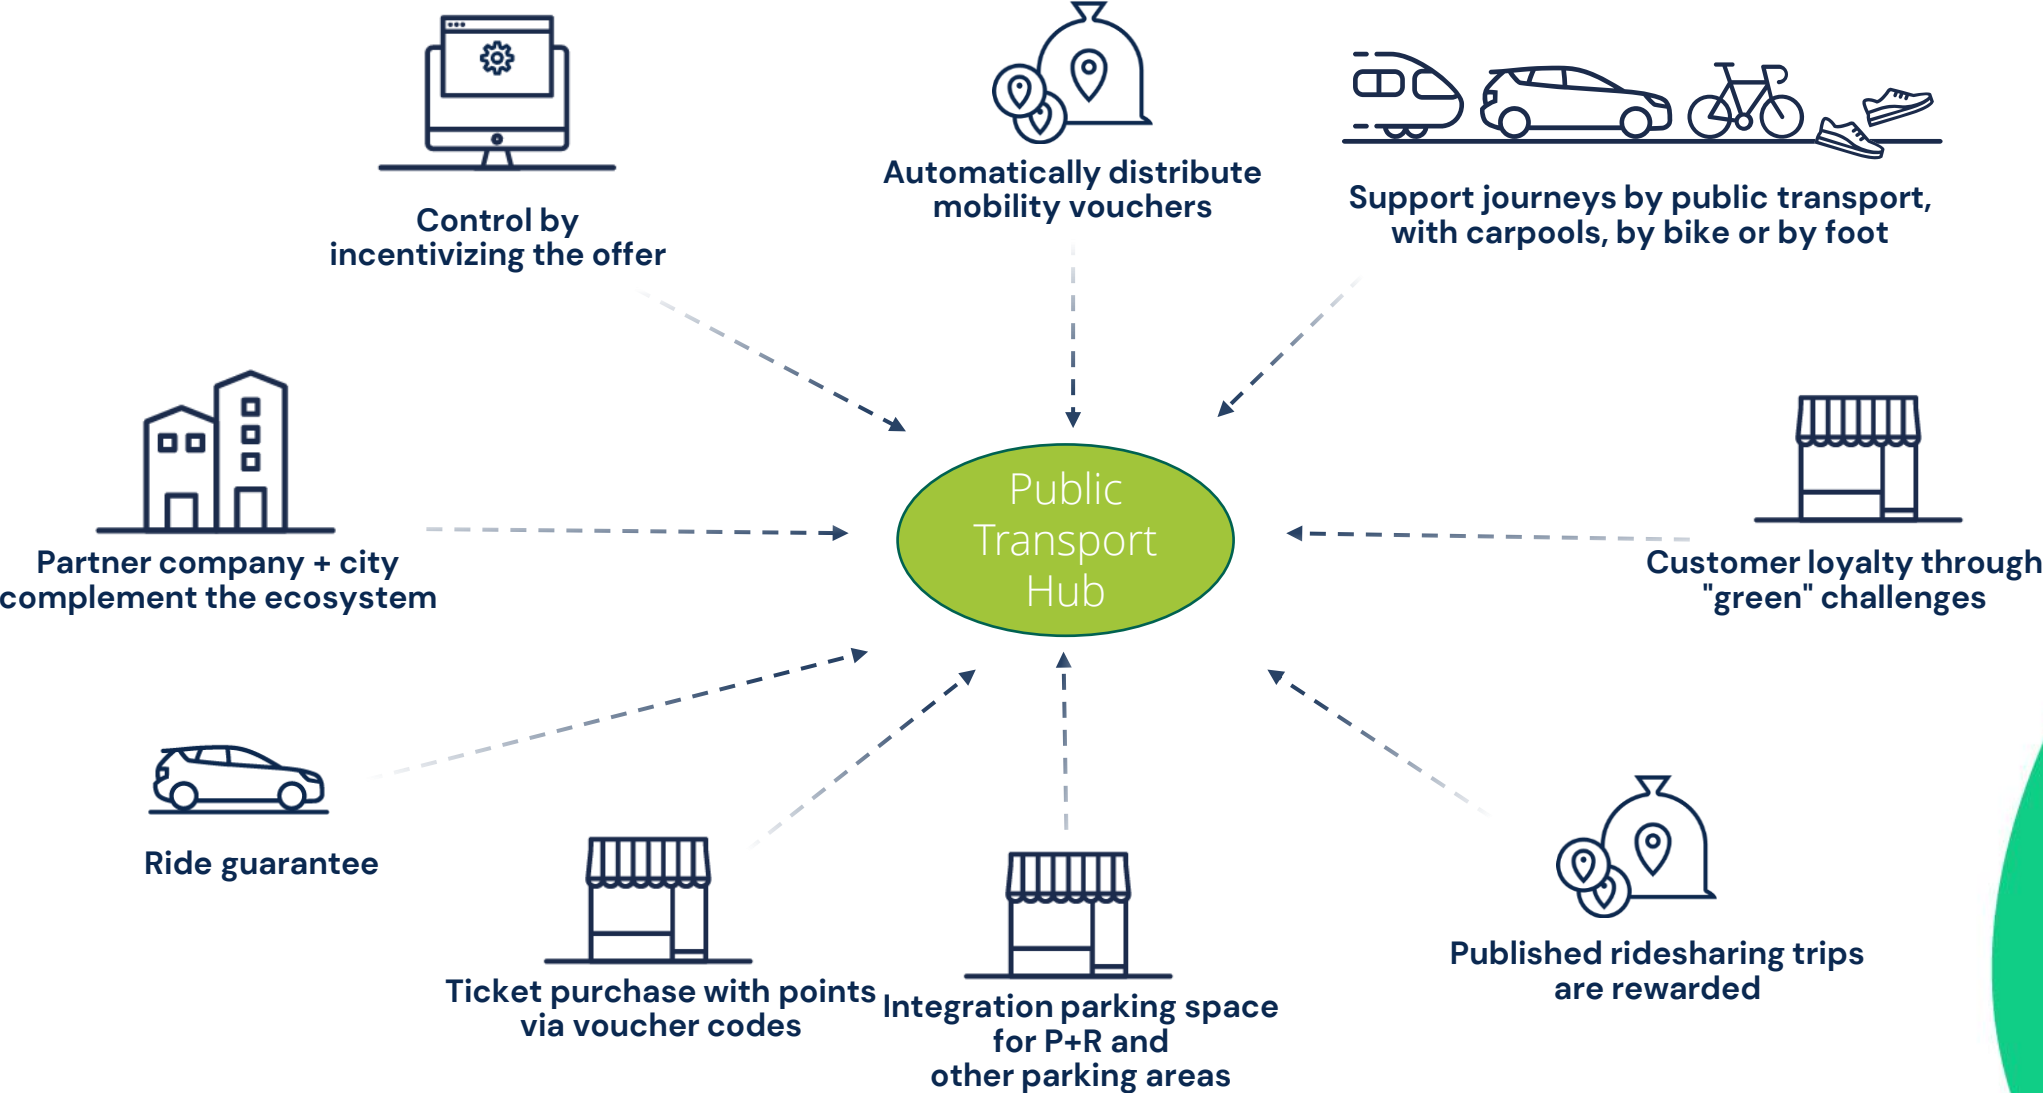 Control by
incentivizing the offer
Automatically distribute
mobility vouchers
Support journeys by public transport,
with carpools, by bike or by foot
Partner company + city
complement the ecosystem
Public
Transport
Hub
Customer loyalty through
"green" challenges
Ride guarantee
Ticket purchase with points
via voucher codes
Integration parking space
for P+R and
other parking areas
Published ridesharing trips
are rewarded